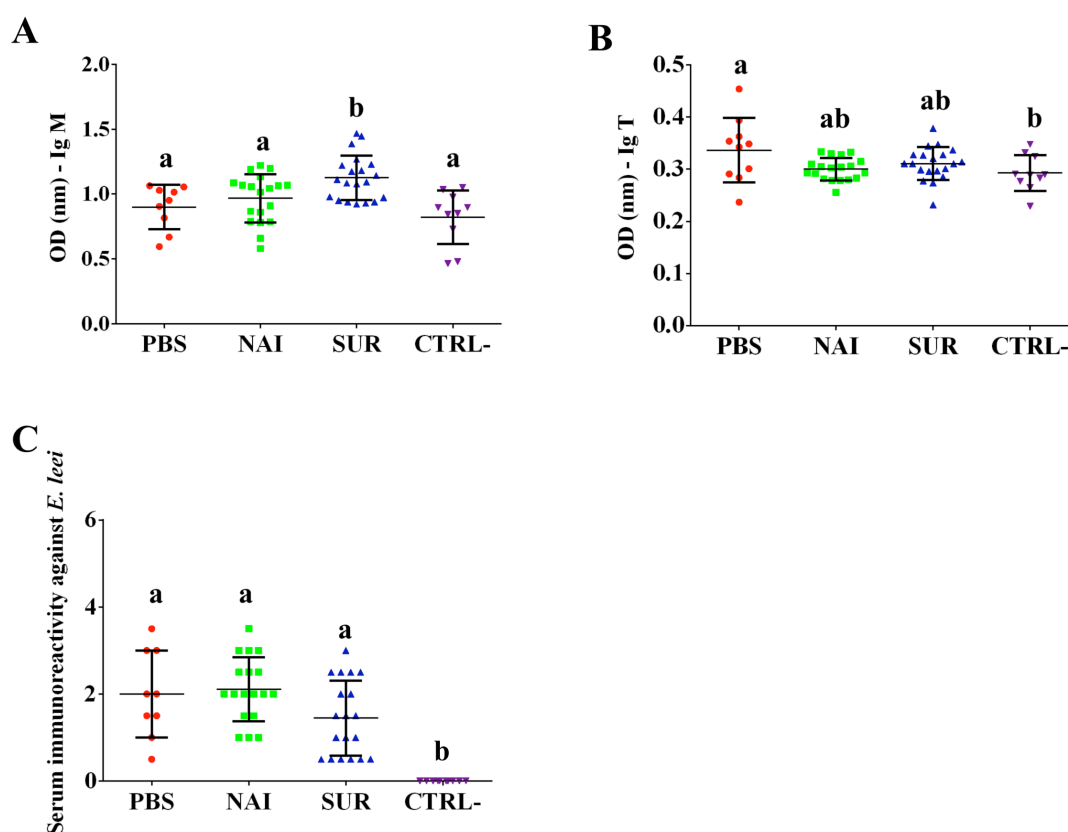 A
OD (nm) - Ig M
2.0
1.5
1.0
0.5
0.0
a
a
b
a
PBS NAI SUR CTRL-
B
OD (nm) - Ig T
0.5
0.4
0.3
0.2
0.1
0.0
a
ab
ab
b
PBS NAI SUR CTRL-
C
Serum immunoreactivity against E. leei
6
4
2
0
a
a
a
b
PBS NAI SUR CTRL-